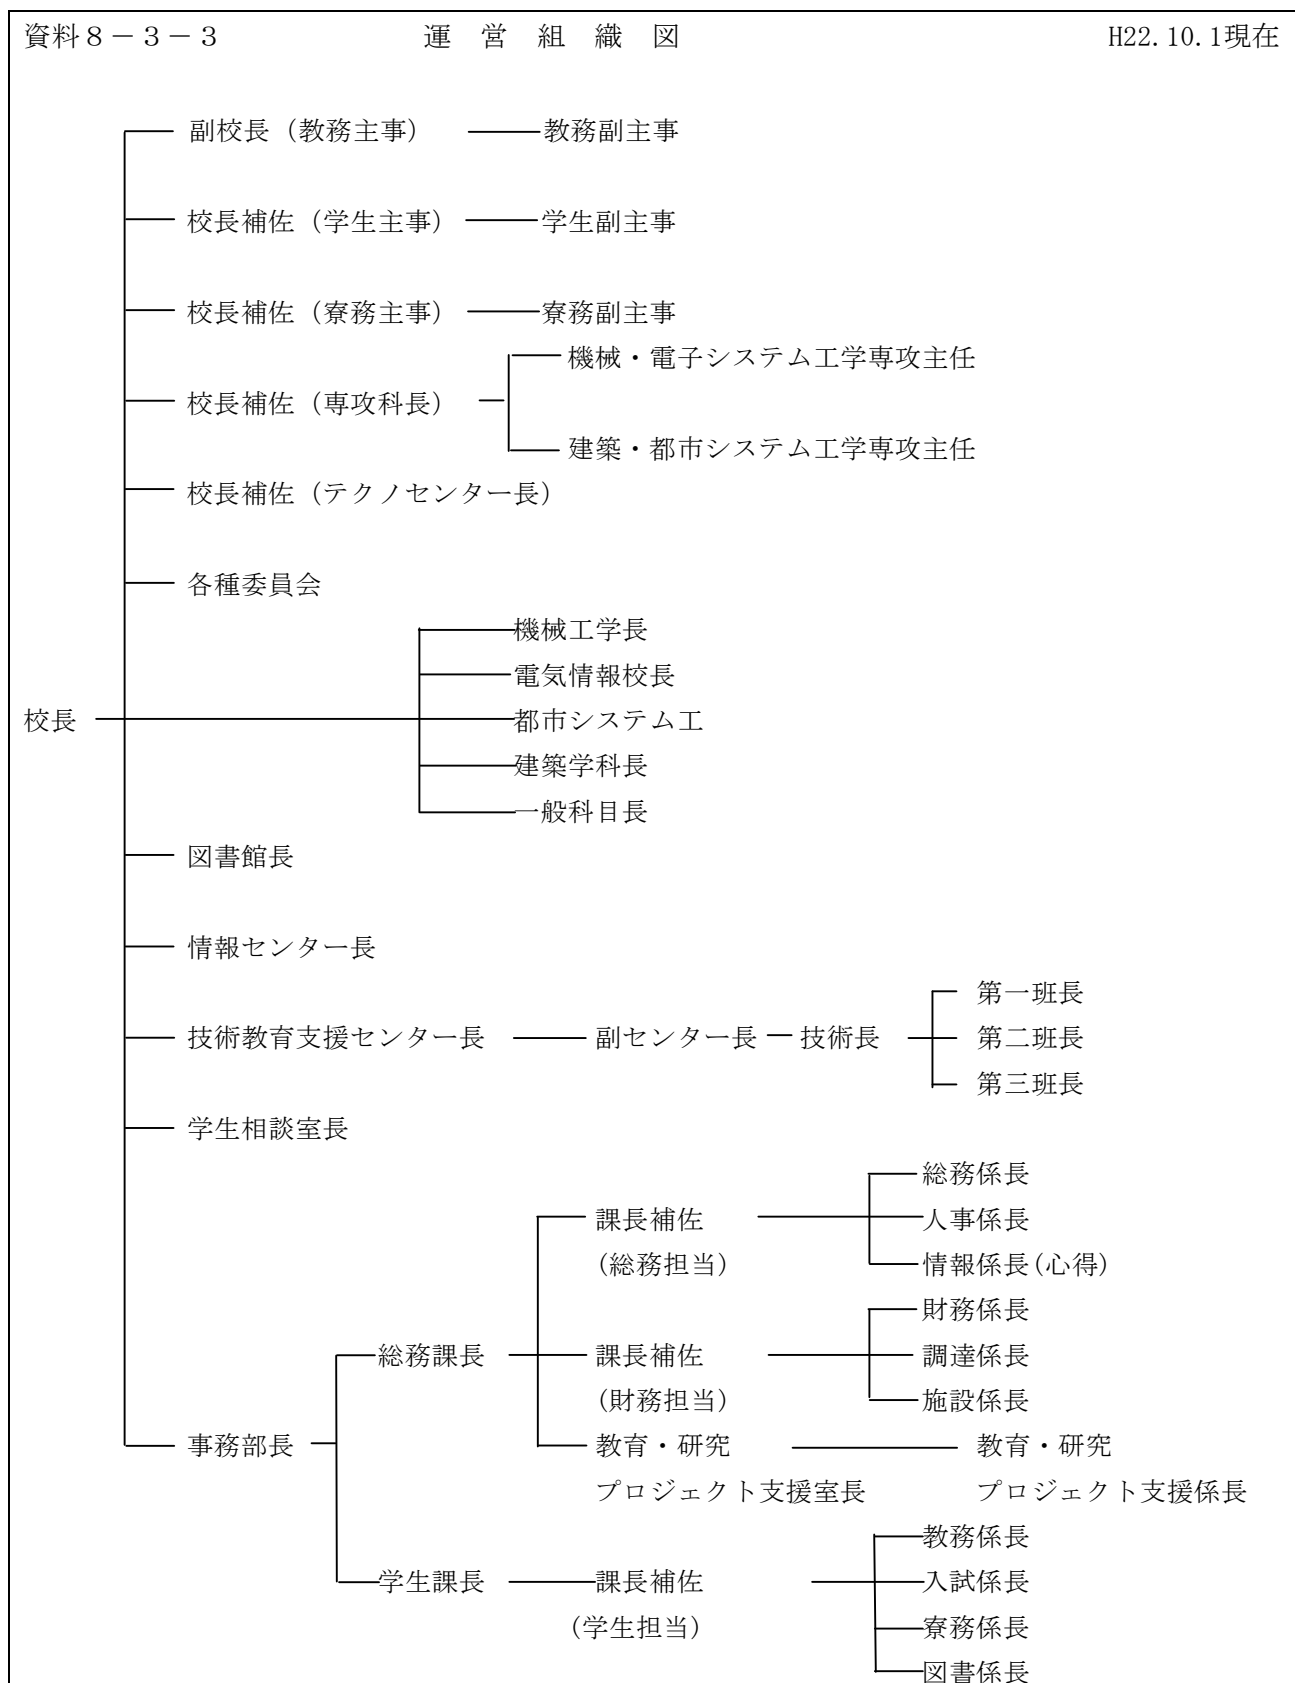 資料８－３－３　運　営　組　織　図　H22.10.1現在
副校長（教務主事）　教務副主事
校長補佐（学生主事）　学生副主事
校長補佐（寮務主事）　寮務副主事
機械・電子システム工学専攻主任
校長補佐（専攻科長）
建築・都市システム工学専攻主任
校長補佐（テクノセンター長）
各種委員会
機械工学長
電気情報校長
校長　都市システム工
建築学科長
一般科目長
図書館長
情報センター長
第一班長
技術教育支援センター長　副センター長　技術長　第二班長
第三班長
学生相談室長
総務係長
課長補佐　人事係長
(総務担当)　情報係長(心得)
財務係長
総務課長　課長補佐　調達係長
(財務担当)　施設係長
事務部長　教育・研究　教育・研究
プロジェクト支援室長　プロジェクト支援係長
教務係長
学生課長　課長補佐　入試係長
(学生担当)　寮務係長
図書係長